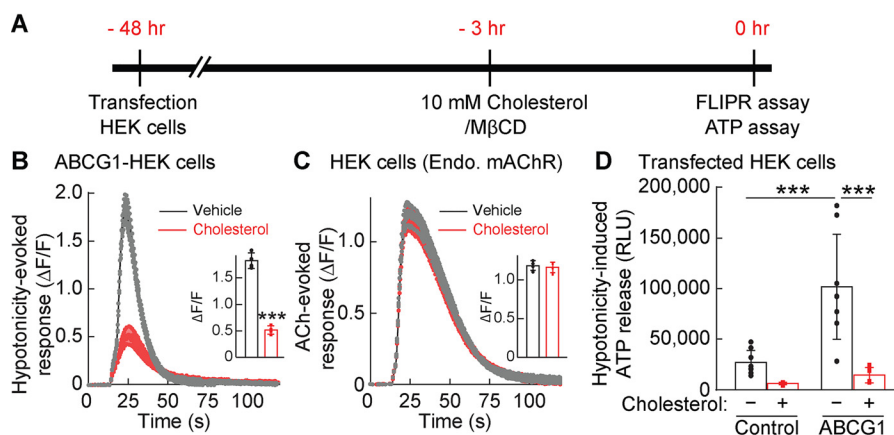 A
- 48 hr
- 3 hr
0 hr
Transfection
HEK cells
10 mM Cholesterol
/MβCD
FLIPR assay
ATP assay
B ABCG1-HEK cells
Hypotonicity-evoked
response (ΔF/F)
2.0
1.5
1.0
0.5
0
Vehicle
Cholesterol
ΔF/F
2.0
1.5
1.0
0.5
0
***
0 25 50 75 100
Time (s)
C HEK cells (Endo. mAChR)
ACh-evoked
response (ΔF/F)
1.0
0.5
0
Vehicle
Cholesterol
ΔF/F
1.0
0.5
0
0 25 50 75 100
Time (s)
D Transfected HEK cells
Hypotonicity-induced
ATP release (RLU)
200,000
150,000
100,000
50,000
0
*** ***
Cholesterol: − + − +
Control ABCG1